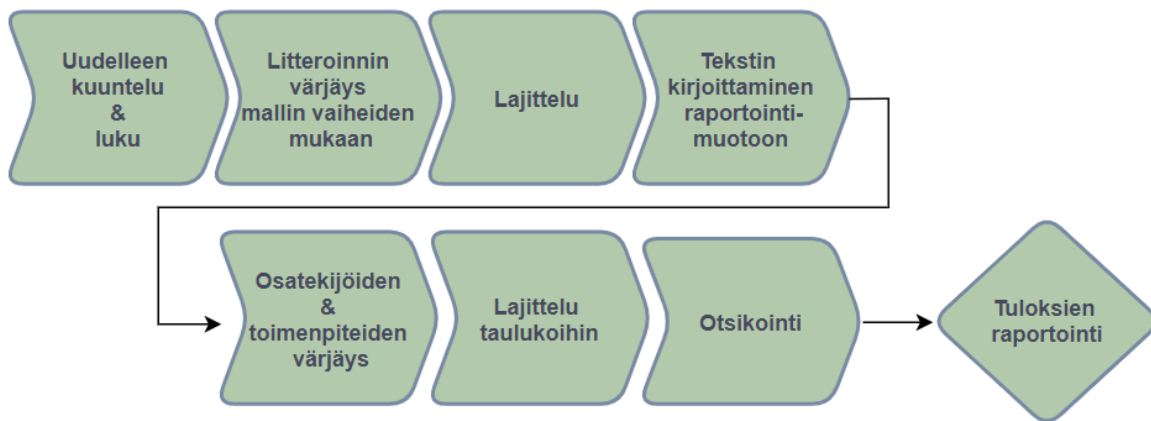 Uudelleen
kuuntelu
&
luku
Litteroinnin
värjäys
mallin vaiheiden
mukaan
Lajittelu
Tekstin
kirjoittaminen
raportointi-
muotoon
Osatekijöiden
&
toimenpiteiden
värjäys
Lajittelu
taulukoihin
Otsikointi
Tuloksien
raportointi